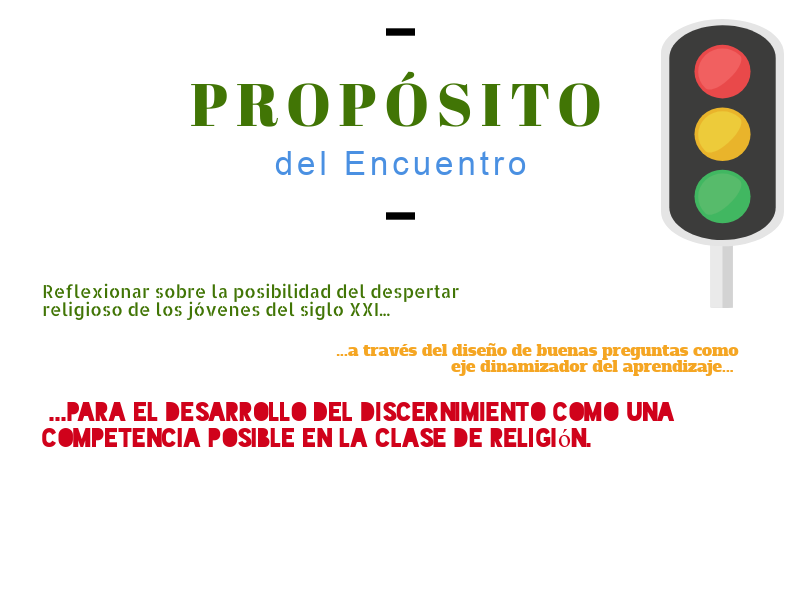 PROPÓSITO
del Encuentro
Reflexionar sobre la posibilidad del despertar
religioso de los jóvenes del siglo XXI...
...a través del diseño de buenas preguntas como
eje dinamizador del aprendizaje...
...PARA EL DESARROLLO DEL DISCERNIMIENTO COMO UNA
COMPETENCIA POSIBLE EN LA CLASE DE RELIGIóN.